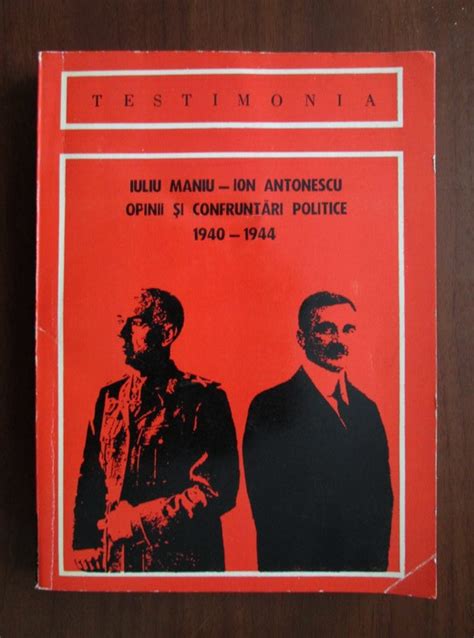 TESTIMONIA
IULIU MANIU – ION ANTONESCU
OPINII ŞI CONFRUNTĂRI POLITICE
1940 – 1944